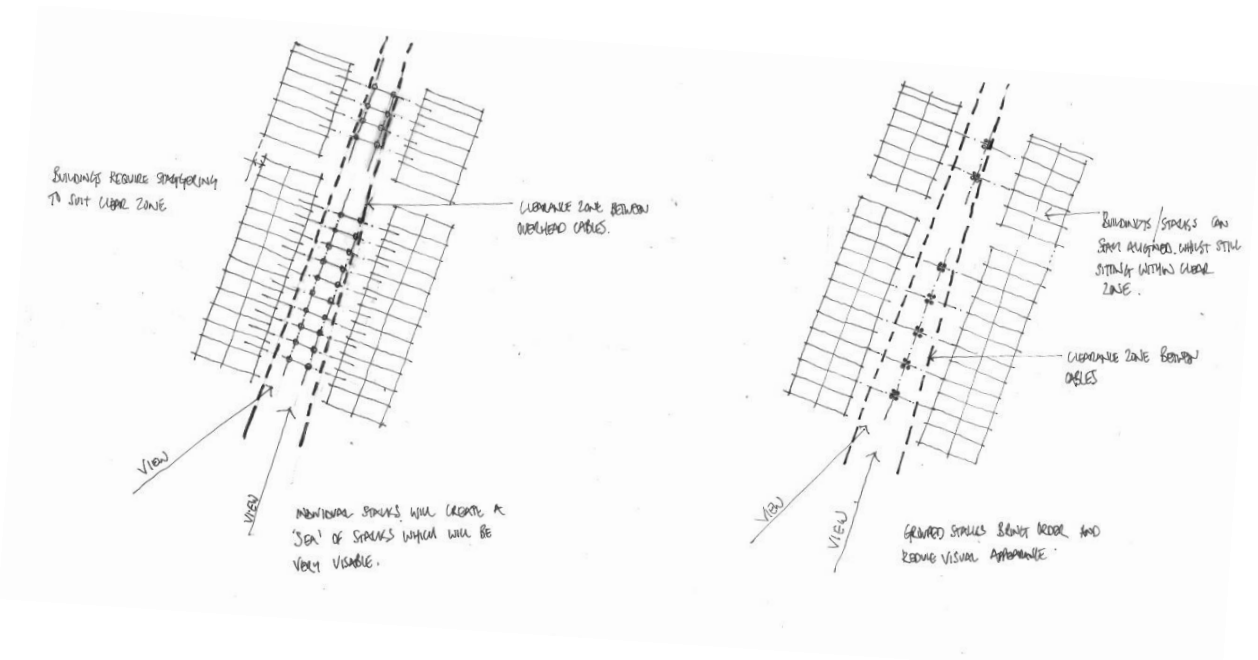 BUILDINGS REQUIRE STAGGERING
TO SUIT CLEAR ZONE
CLEARANCE ZONE BETWEEN
OVERHEAD CABLES.
VIEW
VIEW
INDIVIDUAL STACKS WILL CREATE A
'SEA' OF STACKS WHICH WILL BE
VERY VISABLE.
BUILDINGS/STACKS CAN
STAY ALIGNED. WHILST STILL
SITTING WITHIN CLEAR
ZONE.
CLEARANCE ZONE BETWEEN
CABLES
VIEW
VIEW.
GROUPED STACKS BRING ORDER AND
REDUCE VISUAL APPEARANCE.